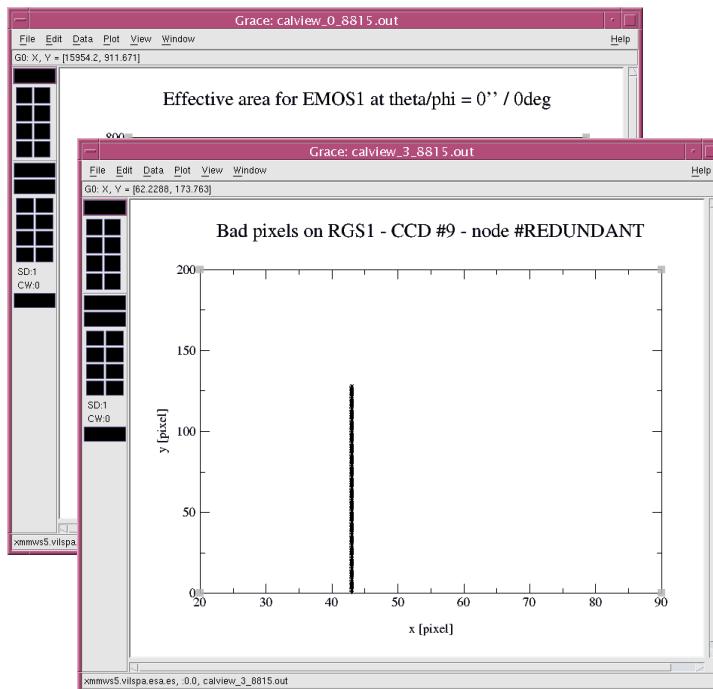 Grace: calview_0_8815.out
File Edit Data Plot View Window Help
G0: X, Y = [15954.2, 911.671]
Effective area for EMOS1 at theta/phi = 0’’ / 0deg
800
SD:1
CW:0
xmmws5.vilspa.
Grace: calview_3_8815.out
File Edit Data Plot View Window Help
G0: X, Y = [62.2288, 173.763]
Bad pixels on RGS1 - CCD #9 - node #REDUNDANT
SD:1
CW:0
200
150
100
50
0
y [pixel]
20 30 40 50 60 70 80 90
x [pixel]
xmmws5.vilspa.esa.es, :0.0, calview_3_8815.out